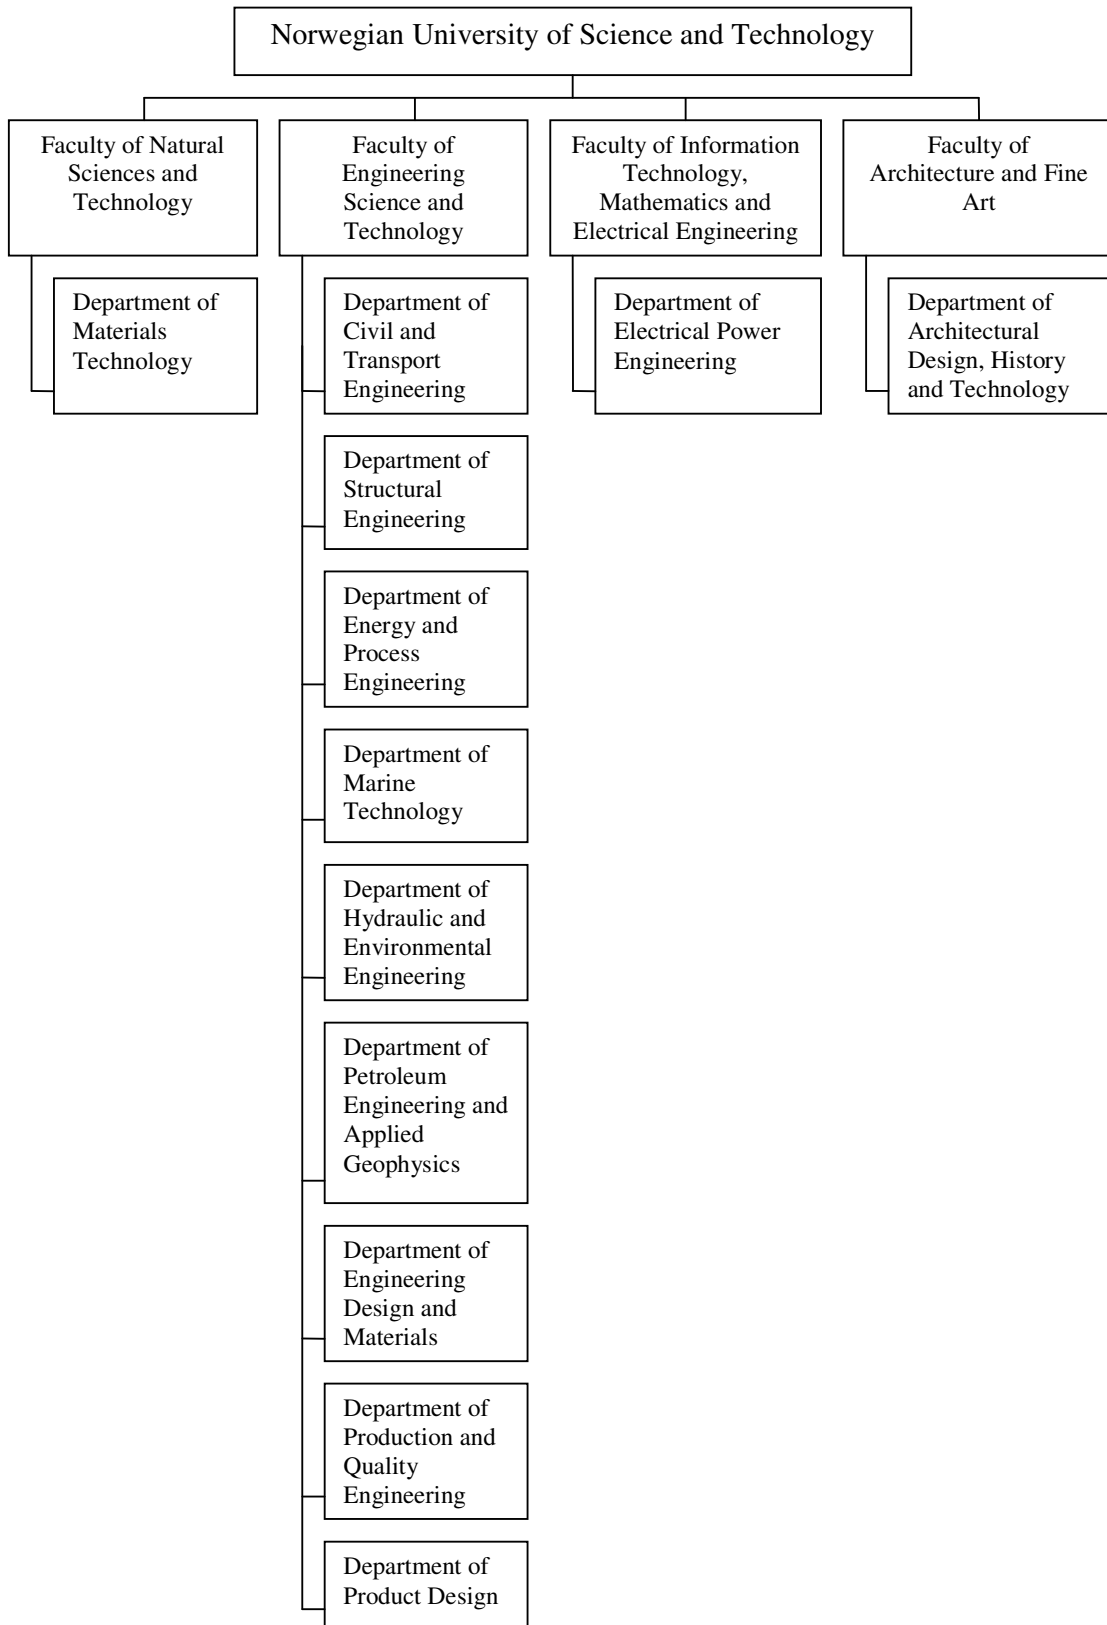 Norwegian University of Science and Technology
Faculty of Natural
Sciences and
Technology
Faculty of
Engineering
Science and
Technology
Faculty of Information
Technology,
Mathematics and
Electrical Engineering
Faculty of
Architecture and Fine
Art
Department of
Materials
Technology
Department of
Civil and
Transport
Engineering
Department of
Electrical Power
Engineering
Department of
Architectural
Design, History
and Technology
Department of
Structural
Engineering
Department of
Energy and
Process
Engineering
Department of
Marine
Technology
Department of
Hydraulic and
Environmental
Engineering
Department of
Petroleum
Engineering and
Applied
Geophysics
Department of
Engineering
Design and
Materials
Department of
Production and
Quality
Engineering
Department of
Product Design